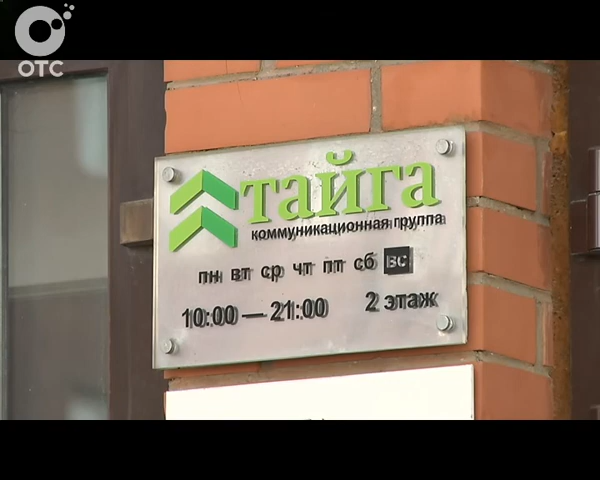 ОТС
тайга
коммуникационная группа
пн вт ср чт пт сб вс
10:00 — 21:00 2 этаж